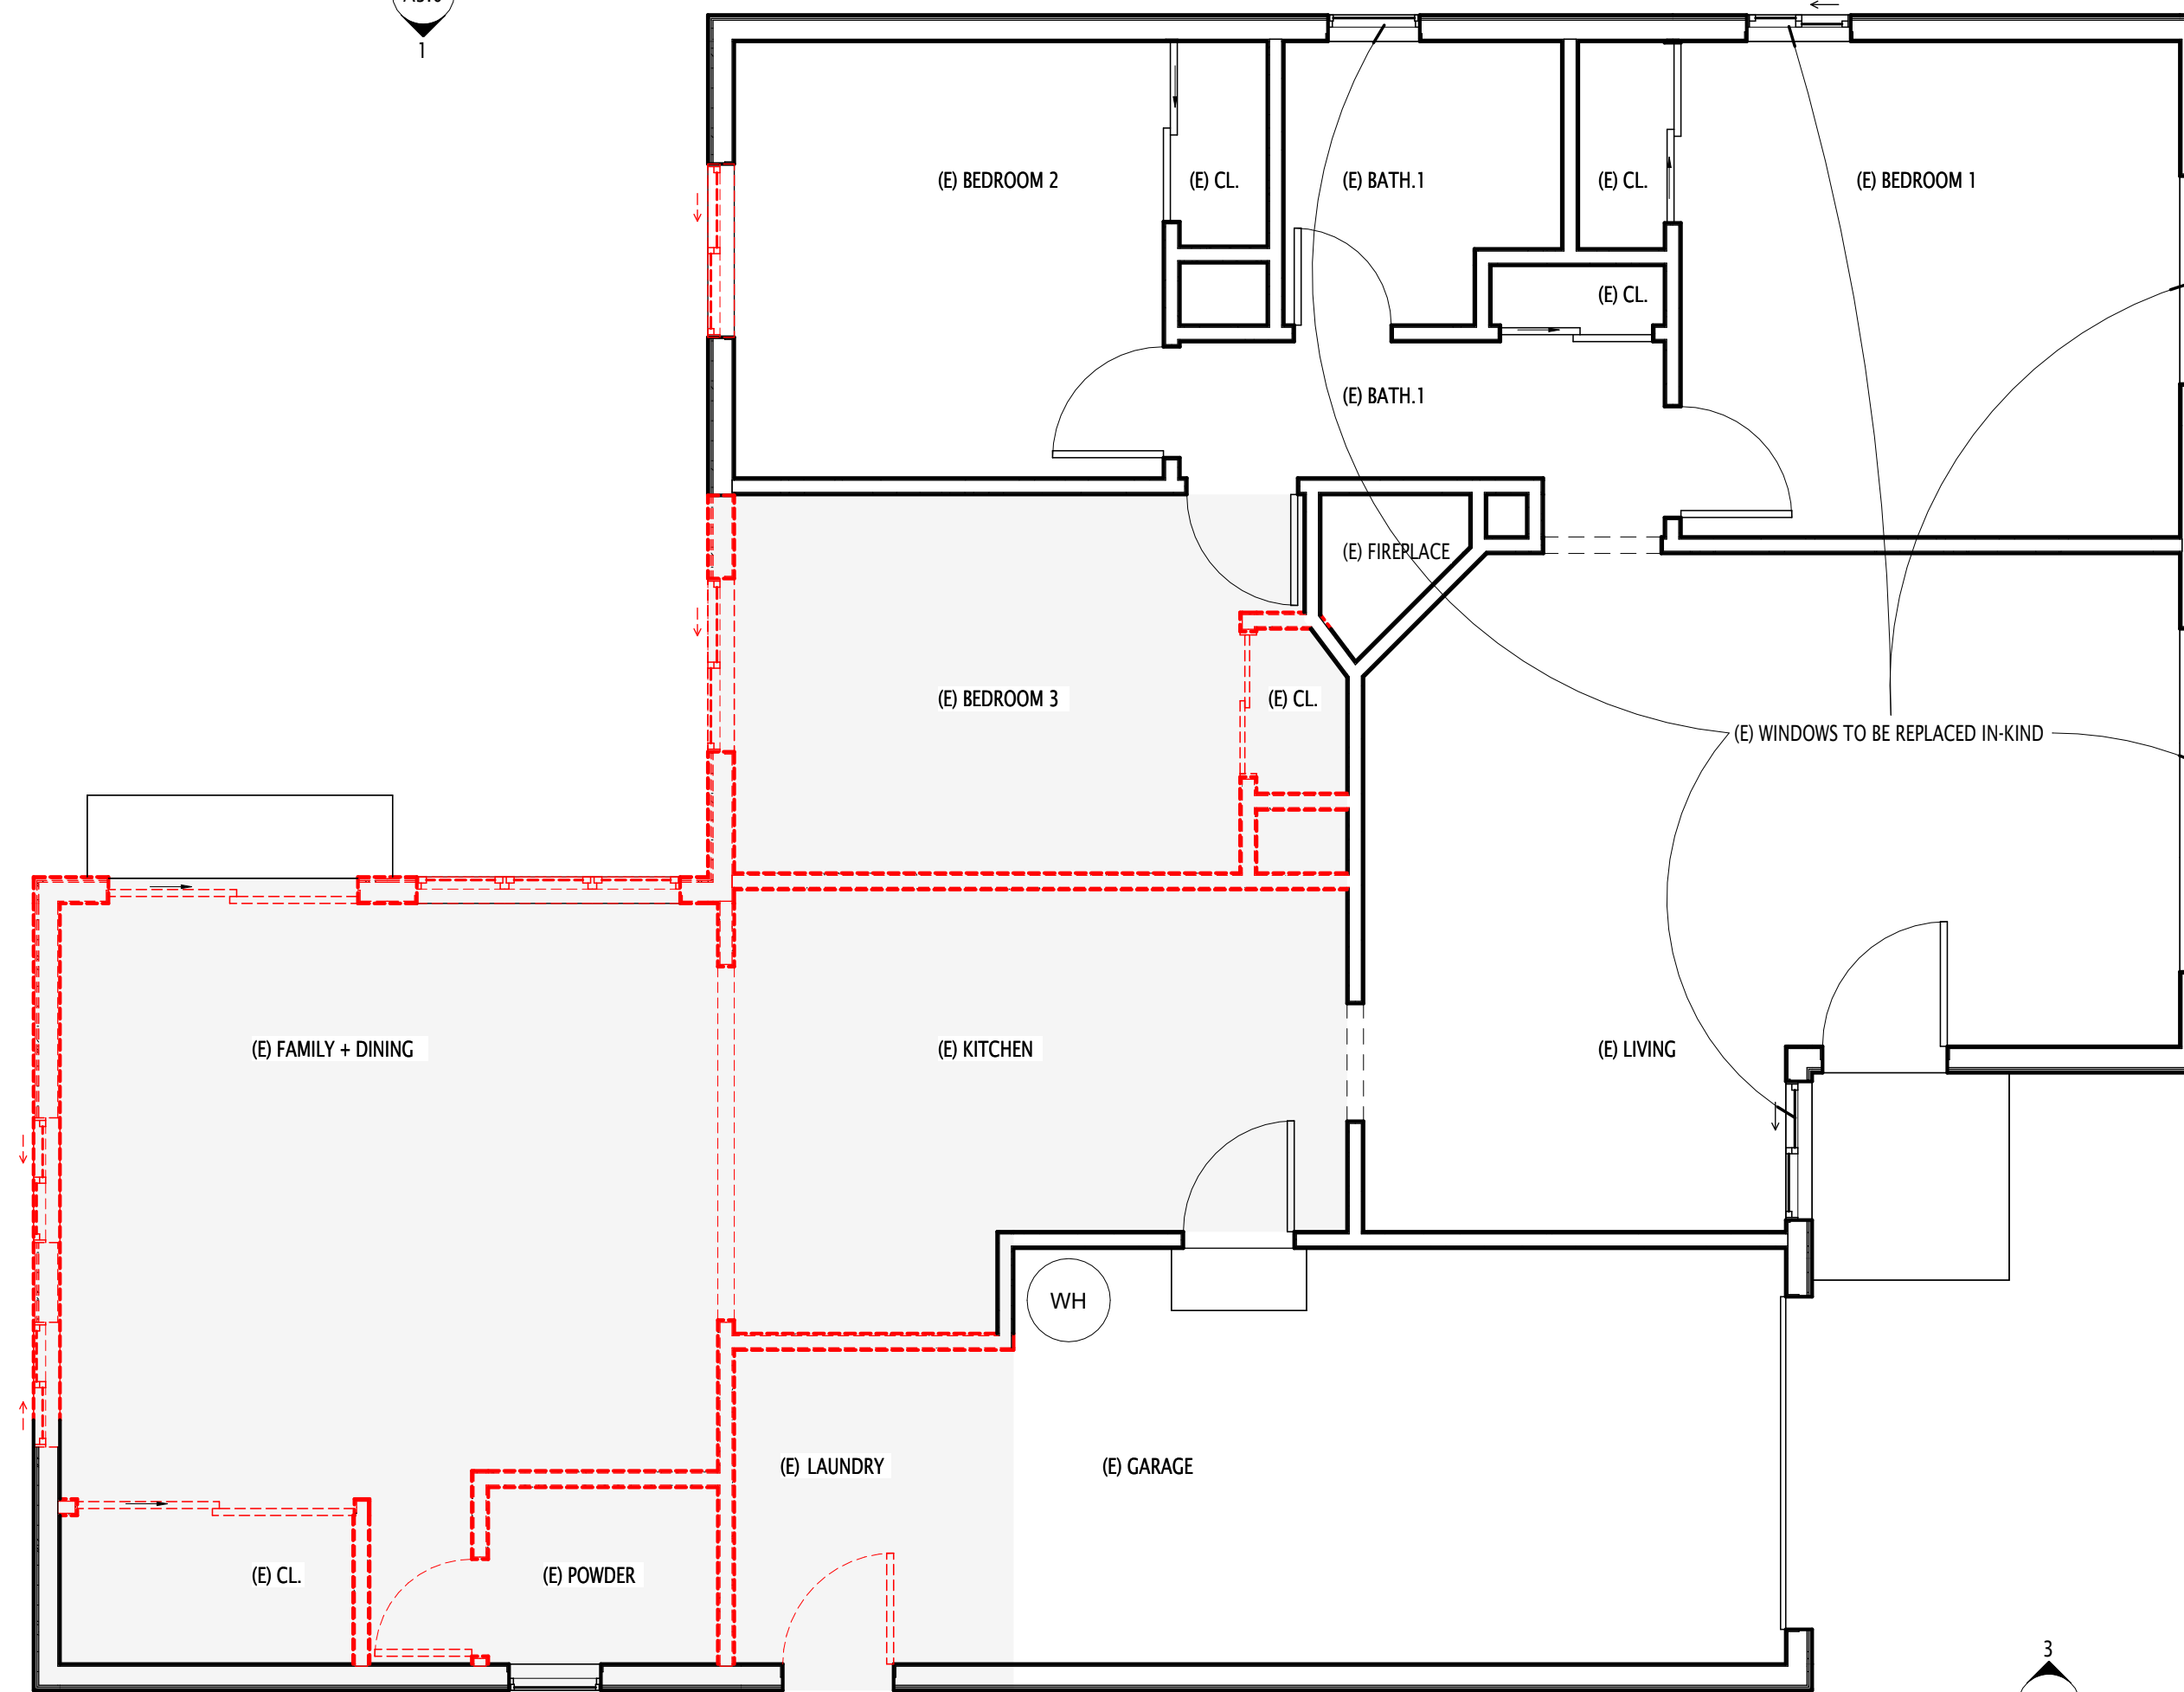 1
(E) BEDROOM 2
(E) CL.
(E) BATH.1
(E) CL.
(E) BEDROOM 1
(E) CL.
(E) BATH.1
(E) FIREPLACE
(E) BEDROOM 3
(E) CL.
(E) WINDOWS TO BE REPLACED IN-KIND
(E) FAMILY + DINING
(E) KITCHEN
(E) LIVING
WH
(E) LAUNDRY
(E) GARAGE
(E) CL.
(E) POWDER
3